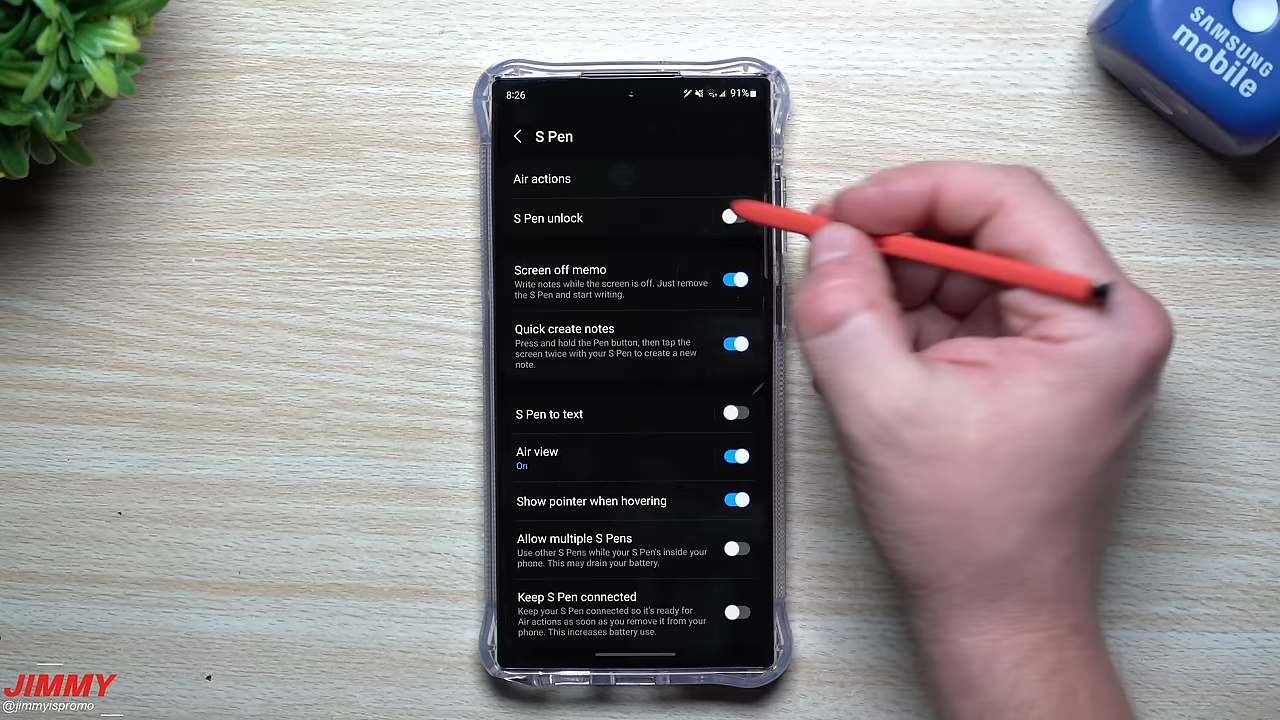 SAMSUNG
mobile
8:26
91%
S Pen
Air actions
S Pen unlock
Screen off memo
Write notes while the screen is off. Just remove
the S Pen and start writing.
Quick create notes
Press and hold the Pen button, then tap the
screen twice with your S Pen to create a new
note.
S Pen to text
Air view
On
Show pointer when hovering
Allow multiple S Pens
Use other S Pens while your S Pen's inside your
phone. This may drain your battery.
Keep S Pen connected
Keep your S Pen connected so it's ready for
Air actions as soon as you remove it from your
phone. This increases battery use.
JIMMY
@jimmyispromo